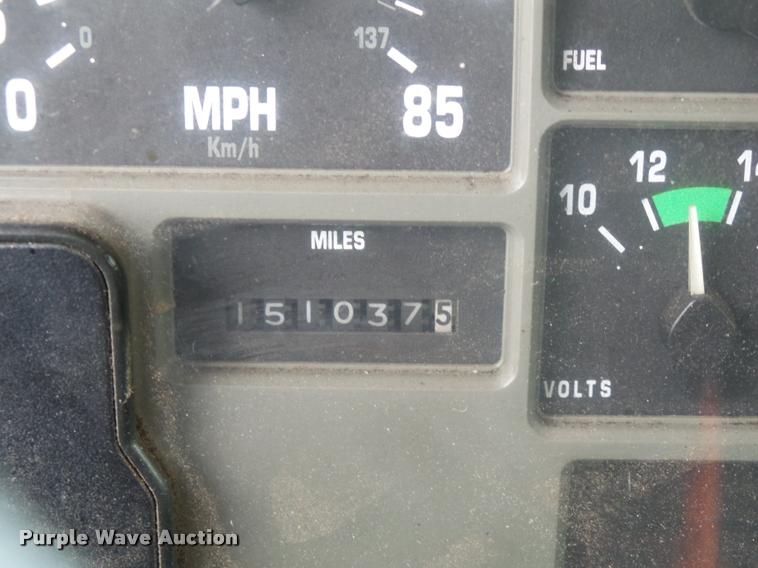 0
137
0
MPH
85
Km/h
FUEL
10
12
14
MILES
1510375
VOLTS
Purple Wave Auction